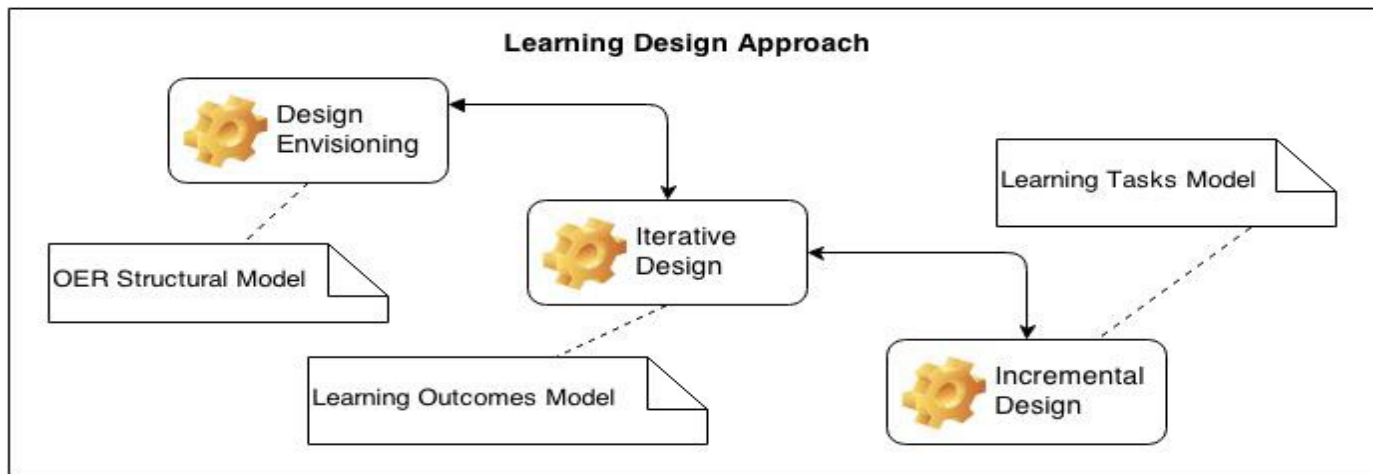 Learning Design Approach
Design
Envisioning
Learning Tasks Model
Iterative
Design
OER Structural Model
Incremental
Design
Learning Outcomes Model